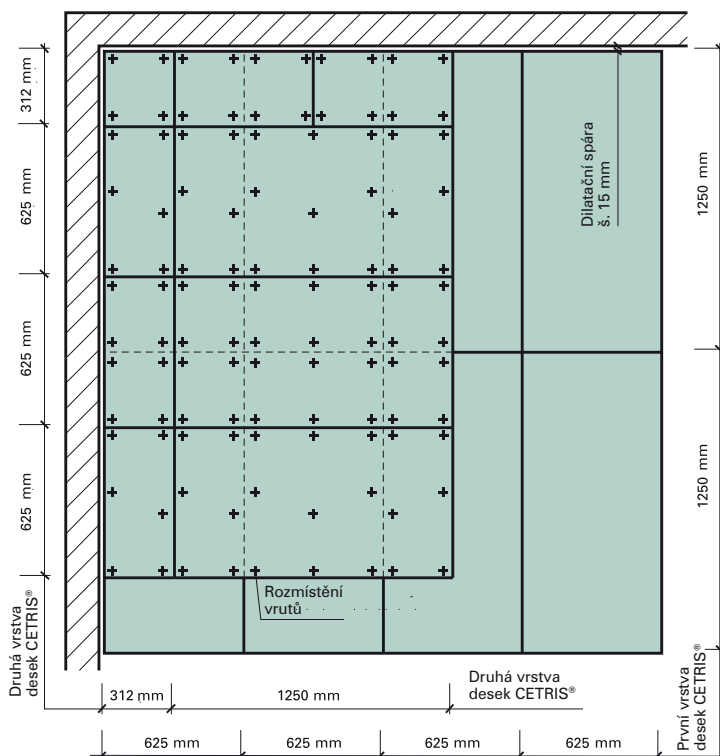 312 mm
625 mm
625 mm
625 mm
Druhá vrstva
desek CETRIS®
Dilatační spára
š. 15 mm
1250 mm
1250 mm
První vrstva
desek CETRIS®
Rozmístění
vrutů
Druhá vrstva
desek CETRIS®
312 mm
1250 mm
625 mm
625 mm
625 mm
625 mm